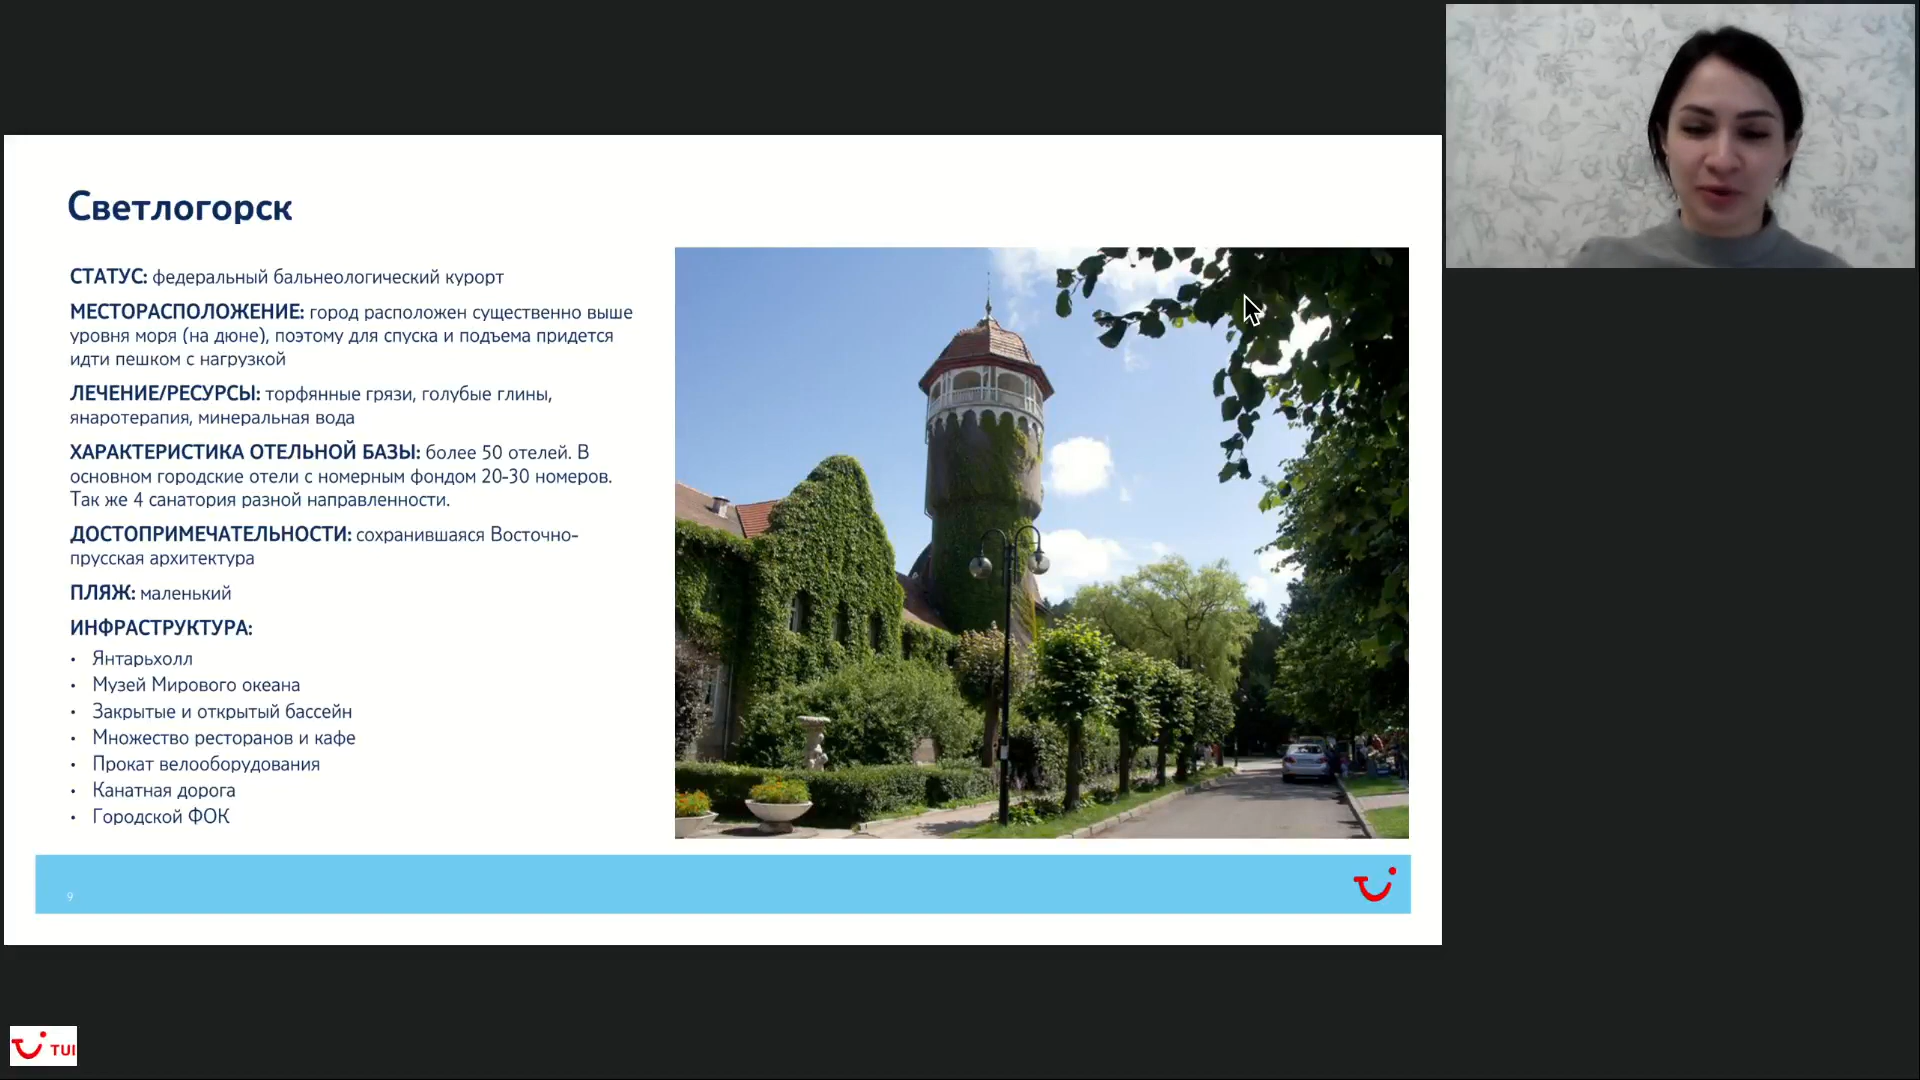 Светлогорск
СТАТУС: федеральный бальнеологический курорт
МЕСТОРАСПОЛОЖЕНИЕ: город расположен существенно выше
уровня моря (на дюне), поэтому для спуска и подъема придется
идти пешком с нагрузкой
ЛЕЧЕНИЕ/РЕСУРСЫ: торфянные грязи, голубые глины,
янаротерапия, минеральная вода
ХАРАКТЕРИСТИКА ОТЕЛЬНОЙ БАЗЫ: более 50 отелей. В
основном городские отели с номерным фондом 20-30 номеров.
Так же 4 санатория разной направленности.
ДОСТОПРИМЕЧАТЕЛЬНОСТИ: сохранившаяся Восточно-
прусская архитектура
ПЛЯЖ: маленький
ИНФРАСТРУКТУРА:
• Янтарьхолл
• Музей Мирового океана
• Закрытые и открытый бассейн
• Множество ресторанов и кафе
• Прокат велооборудования
• Канатная дорога
• Городской ФОК
9
TUI